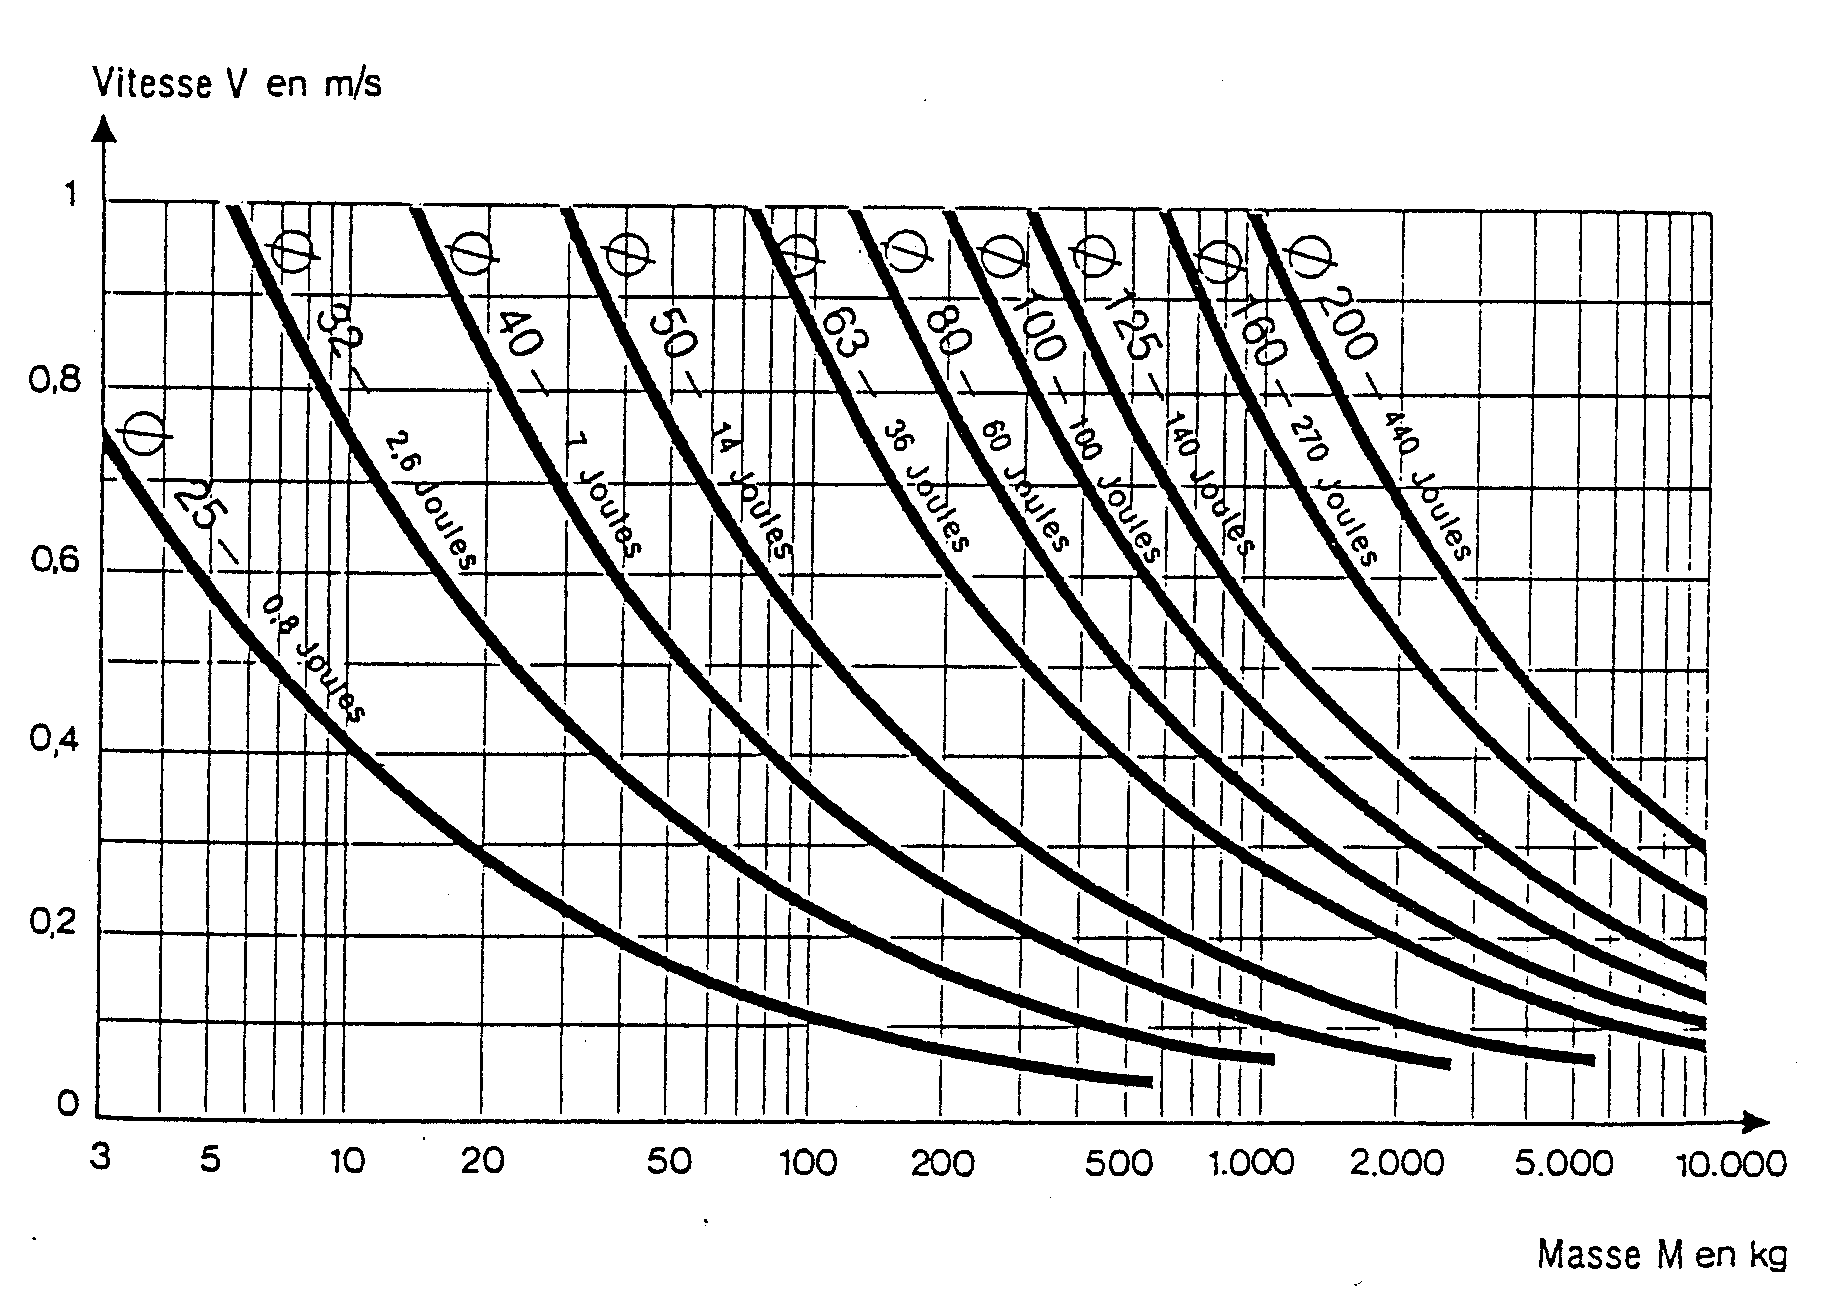 Vitesse V en m/s
1
0,8
0,6
0,4
0,2
0
∅ 25 – 0.8 Joules
∅ 32 – 2,6 Joules
∅ 40 – 7 Joules
∅ 50 – 14 Joules
∅ 63 – 36 Joules
∅ 80 – 60 Joules
∅ 100 – 100 Joules
∅ 125 – 140 Joules
∅ 160 – 270 Joules
∅ 200 – 440 Joules
3 5 10 20 50 100 200 500 1.000 2.000 5.000 10.000
Masse M en kg